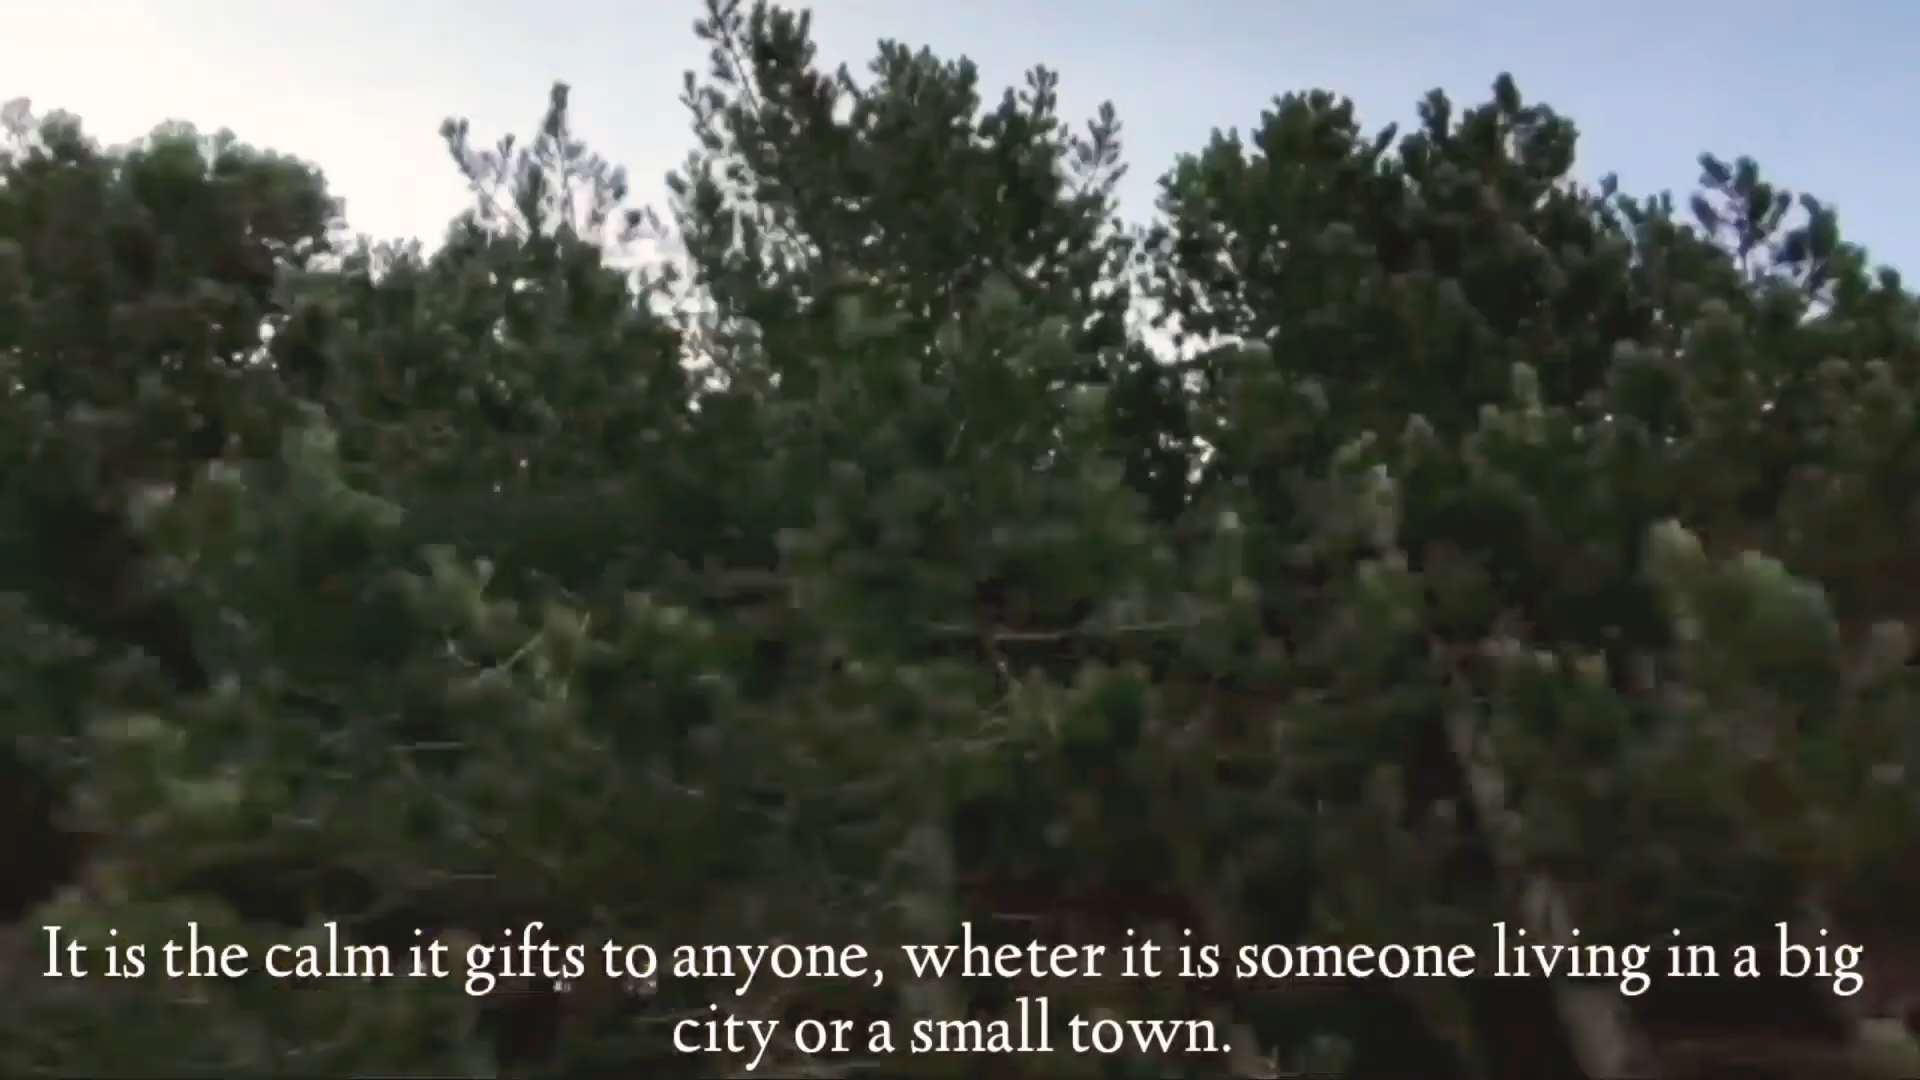 It is the calm it gifts to anyone, wheter it is someone living in a big
city or a small town.